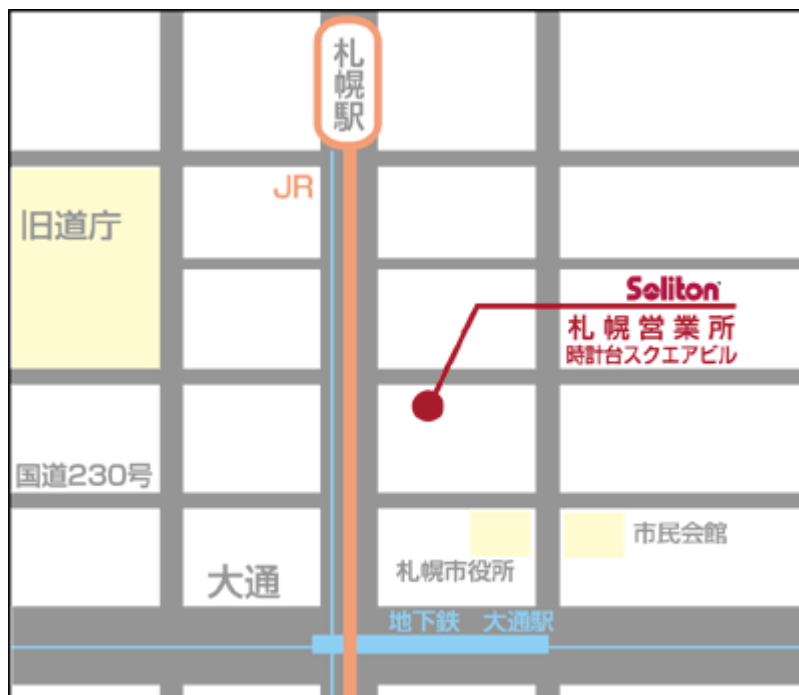 札幌駅
JR
旧道庁
Soliton
札幌営業所
時計台スクエアビル
国道230号
市民会館
札幌市役所
大通
地下鉄 大通駅